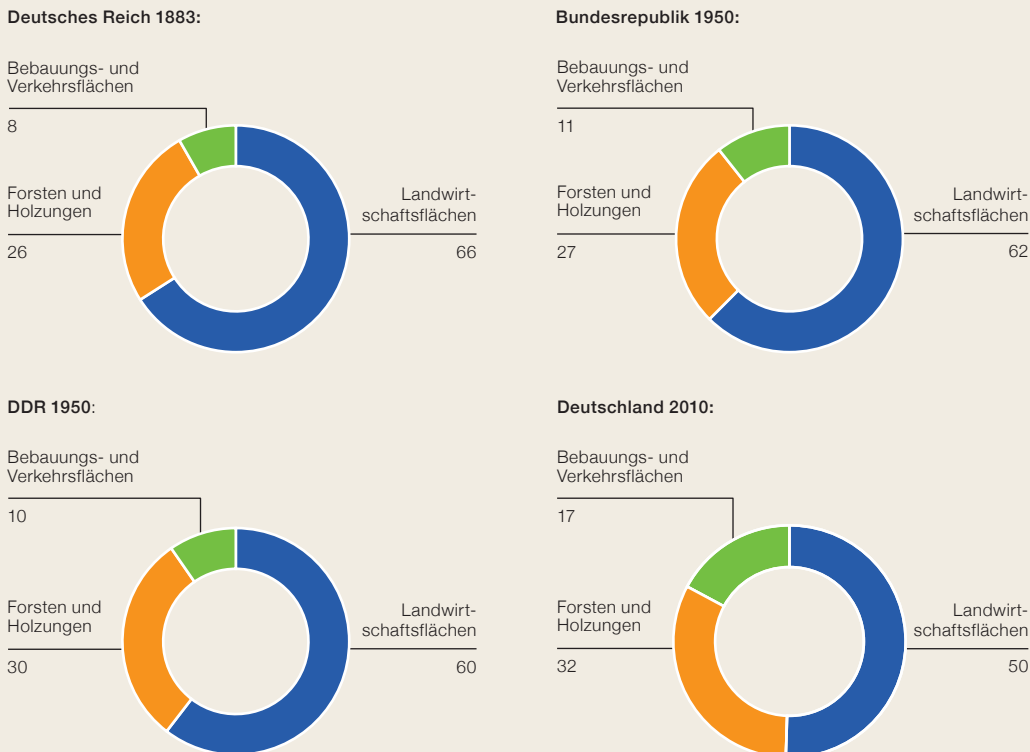 Deutsches Reich 1883:
Bebauungs- und
Verkehrsflächen
8
Forsten und
Holzungen
26
Landwirt-
schaftsflächen
66
Bundesrepublik 1950:
Bebauungs- und
Verkehrsflächen
11
Forsten und
Holzungen
27
Landwirt-
schaftsflächen
62
DDR 1950:
Bebauungs- und
Verkehrsflächen
10
Forsten und
Holzungen
30
Landwirt-
schaftsflächen
60
Deutschland 2010:
Bebauungs- und
Verkehrsflächen
17
Forsten und
Holzungen
32
Landwirt-
schaftsflächen
50